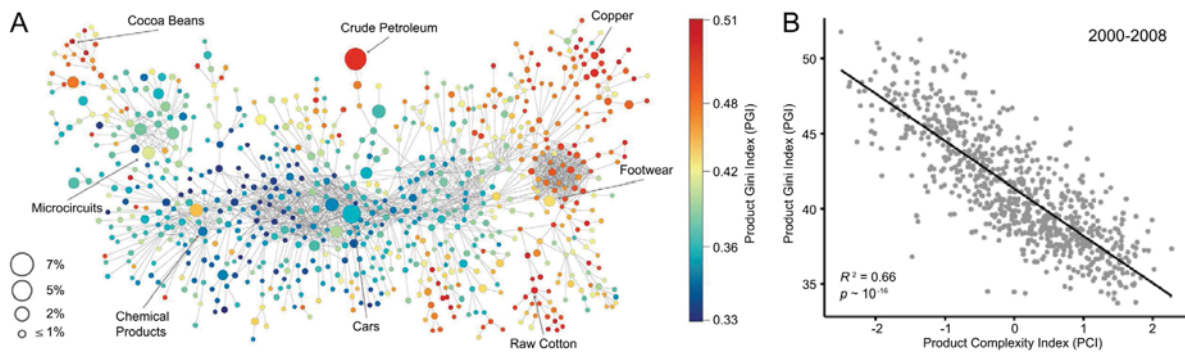 A
Cocoa Beans
Crude Petroleum
Copper
Microcircuits
Footwear
7%
5%
2%
≤ 1%
Chemical
Products
Cars
Raw Cotton
0.51
0.48
0.42
0.36
0.33
Product Gini Index (PGI)
B
2000-2008
Product Gini Index (PGI)
50
45
40
35
R² = 0.66
p ~ 10⁻¹⁶
-2
-1
0
1
2
Product Complexity Index (PCI)